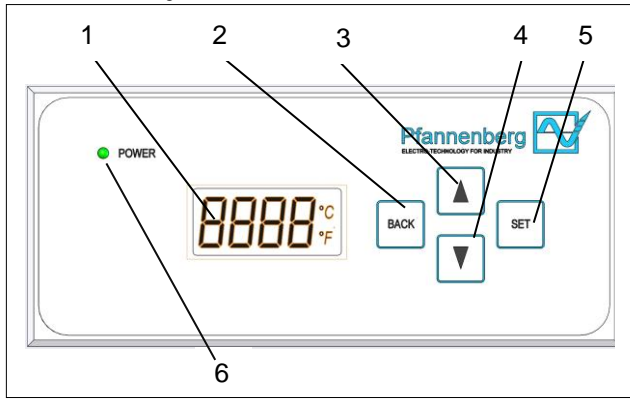 1 2 3 4 5
Pfannenberg
ELECTRO-TECHNOLOGY FOR INDUSTRY
POWER
8888 °C
°F
BACK
SET
6